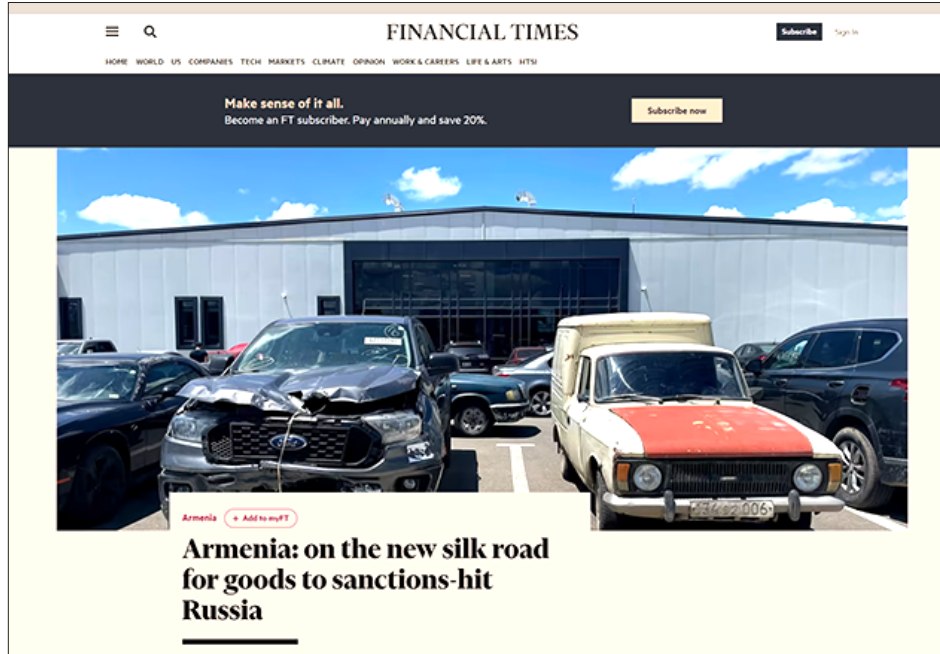 FINANCIAL TIMES
Subscribe
Sign In
HOME WORLD US COMPANIES TECH MARKETS CLIMATE OPINION WORK & CAREERS LIFE & ARTS HTSI
Make sense of it all.
Become an FT subscriber. Pay annually and save 20%.
Subscribe now
Ford
Armenia
+ Add to myFT
Armenia: on the new silk road
for goods to sanctions-hit
Russia